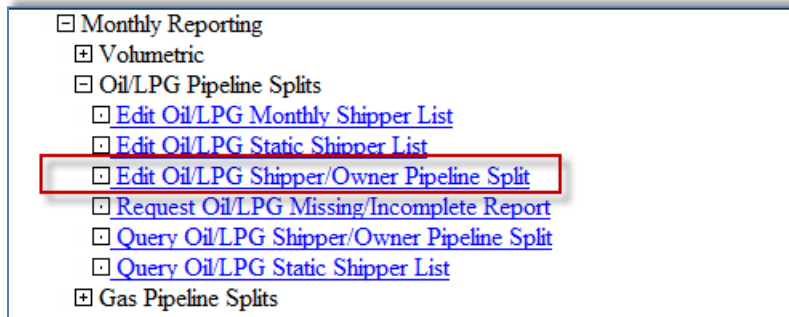 Monthly Reporting
Volumetric
Oil/LPG Pipeline Splits
Edit Oil/LPG Monthly Shipper List
Edit Oil/LPG Static Shipper List
Edit Oil/LPG Shipper/Owner Pipeline Split
Request Oil/LPG Missing/Incomplete Report
Query Oil/LPG Shipper/Owner Pipeline Split
Query Oil/LPG Static Shipper List
Gas Pipeline Splits